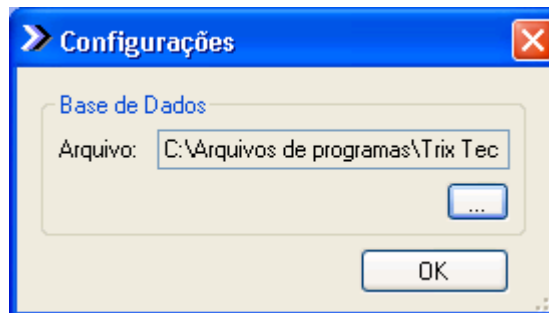 Configurações
Base de Dados
Arquivo: C:\Arquivos de programas\Trix Tec
...
OK